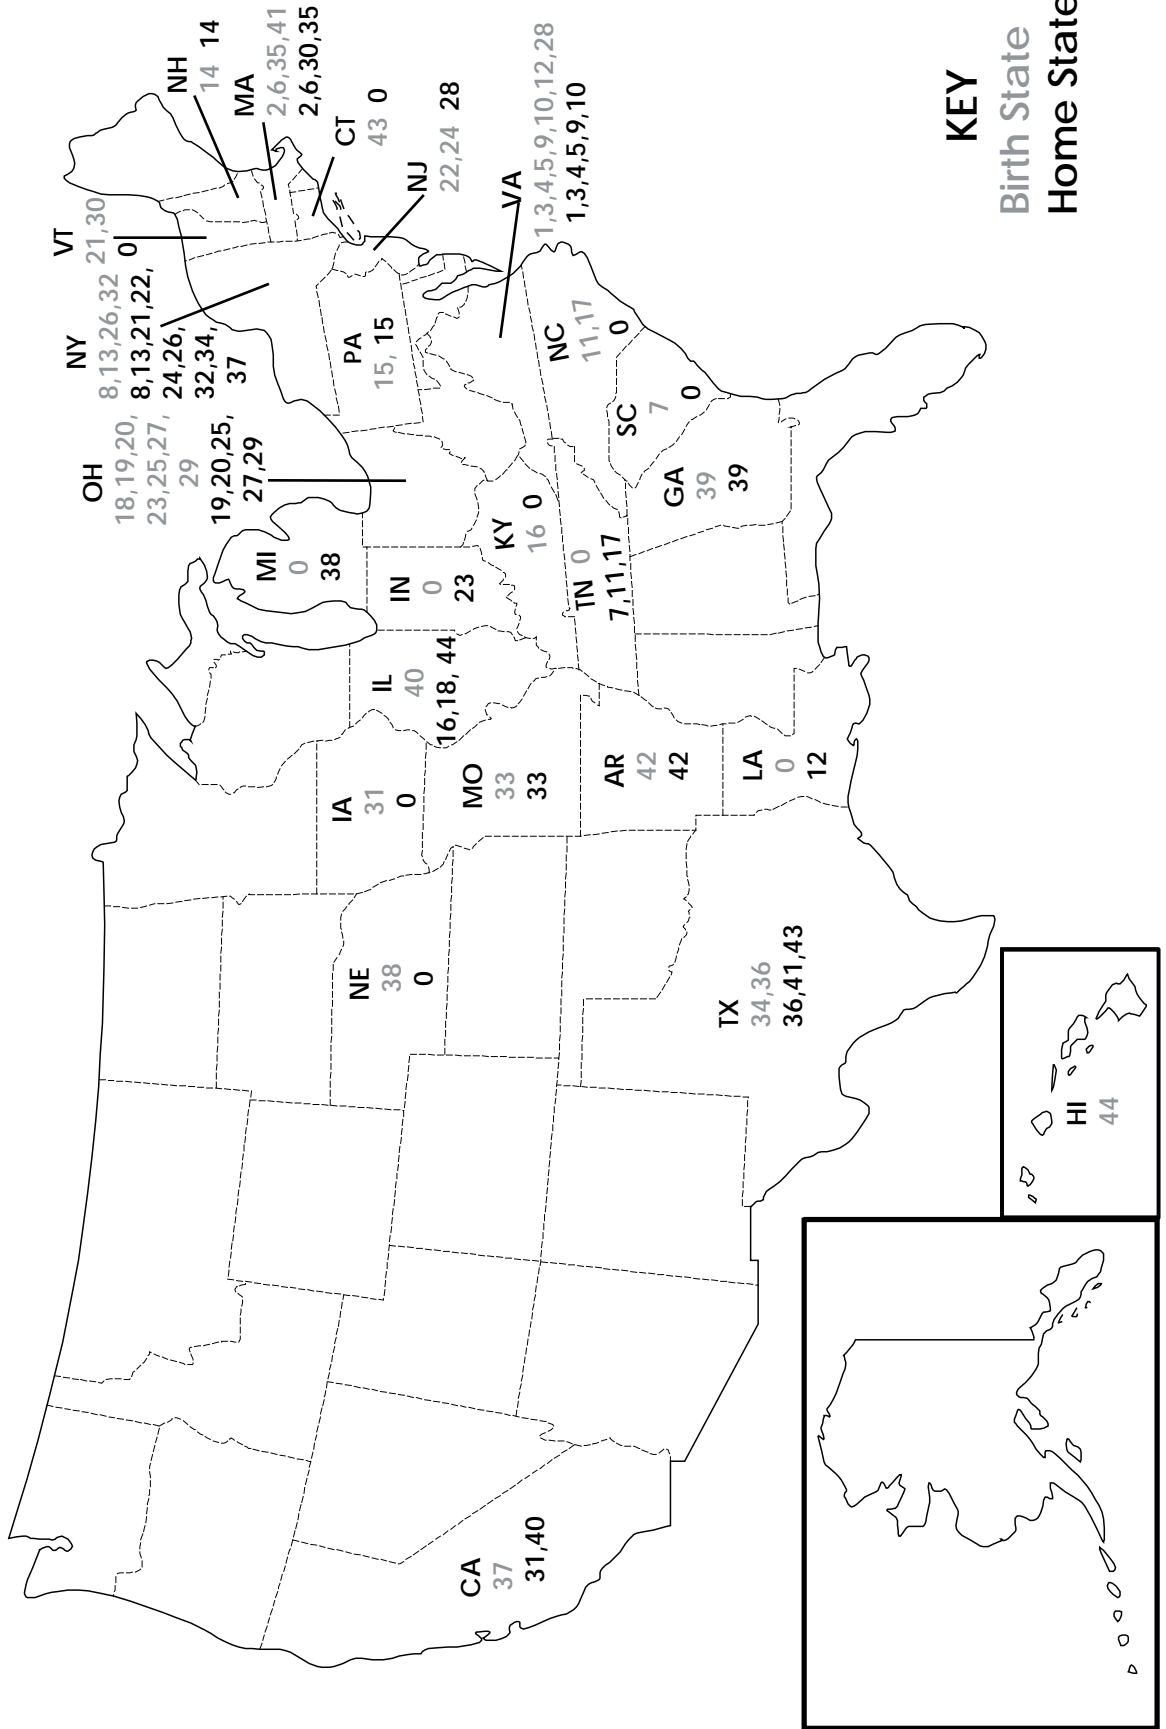 VT
21,30
0
NH
14 14
MA
2,6,35,41
2,6,30,35
CT
43 0
NJ
22,24 28
NY
8,13,26,32
8,13,21,22,
24,26,
32,34,
37
OH
18,19,20,
23,25,27,
29
19,20,25,
27,29
PA
15, 15
VA
1,3,4,5,9,10,12,28
1,3,4,5,9,10
MI
0
38
IN
0
23
IL
40
16,18, 44
KY
16 0
TN 0
7,11,17
NC
11,17
0
SC
7
0
GA
39
39
IA
31
0
MO
33
33
AR
42
42
LA
0
12
NE
38
0
TX
34,36
36,41,43
CA
37
31,40
HI
44
KEY
Birth State
Home State